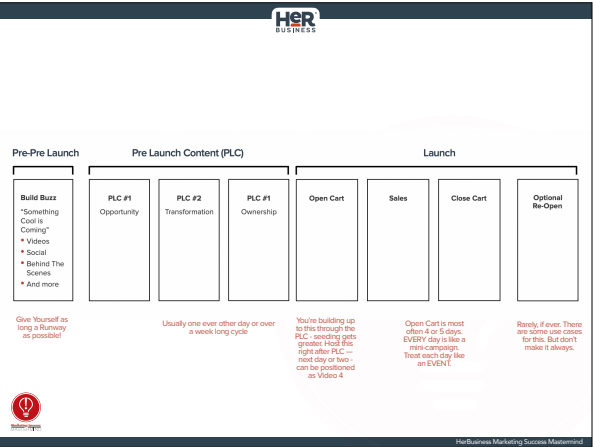 HER
BUSINESS
Pre-Pre Launch
Pre Launch Content (PLC)
Launch
Build Buzz
"Something
Cool is
Coming"
• Videos
• Social
• Behind The
Scenes
• And more
PLC #1
Opportunity
PLC #2
Transformation
PLC #1
Ownership
Open Cart
Sales
Close Cart
Optional
Re-Open
Give Yourself as
long a Runway
as possible!
Usually one ever other day or over
a week long cycle
You're building up
to this through the
PLC - seeding gets
greater. Host this
right after PLC —
next day or two -
can be positioned
as Video 4
Open Cart is most
often 4 or 5 days.
EVERY day is like a
mini-campaign.
Treat each day like
an EVENT.
Rarely, if ever. There
are some use cases
for this. But don't
make it always.
HerBusiness Marketing Success Mastermind